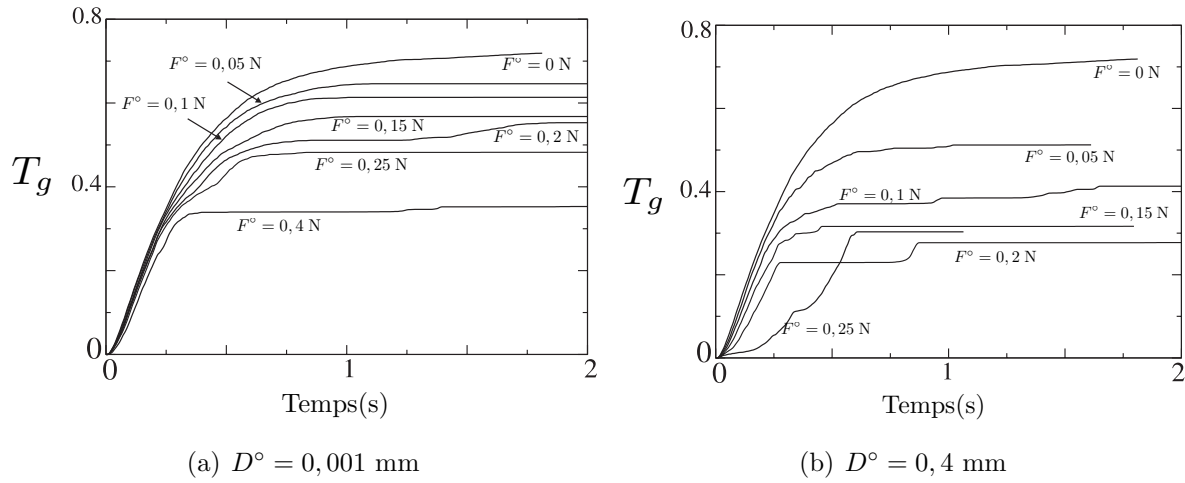 0.8
F° = 0,05 N
F° = 0 N
F° = 0,1 N
F° = 0,15 N
F° = 0,2 N
F° = 0,25 N
T_g
0.4
F° = 0,4 N
0
0
1
2
Temps(s)
(a) D° = 0,001 mm
0.8
F° = 0 N
F° = 0,05 N
T_g
0.4
F° = 0,1 N
F° = 0,15 N
F° = 0,2 N
F° = 0,25 N
0
0
1
2
Temps(s)
(b) D° = 0,4 mm